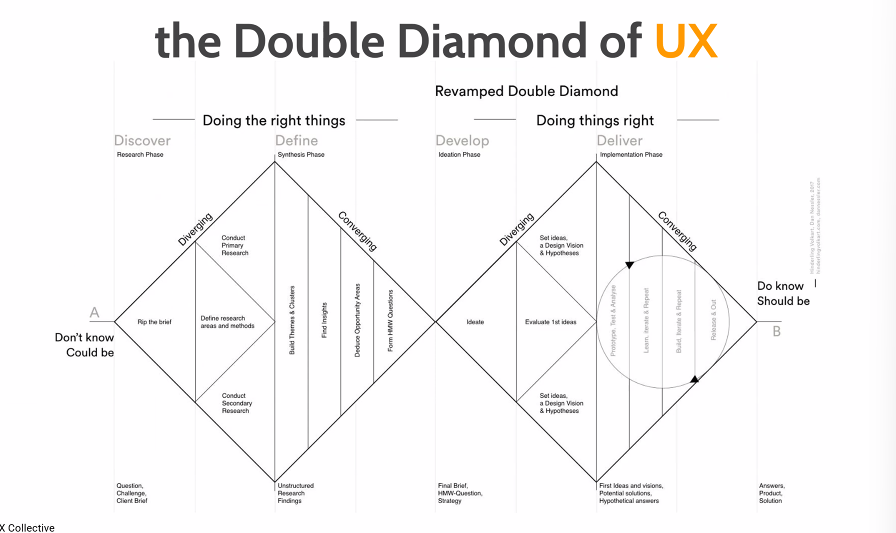 the Double Diamond of UX
Revamped Double Diamond
Doing the right things
Doing things right
Discover
Define
Develop
Deliver
Research Phase
Synthesis Phase
Ideation Phase
Implementation Phase
Diverging
Converging
Diverging
Converging
Conduct
Primary
Research
Set ideas,
a Design Vision
& Hypotheses
A
Don't know
Could be
Rip the brief
Define research
areas and methods
Build Themes & Clusters
Find Insights
Deduce Opportunity Areas
Form HMW Questions
Ideate
Evaluate 1st ideas
Prototype, Test & Analyse
Learn, Iterate & Repeat
Build, Iterate & Repeat
Release & Out
Do know
Should be
B
Conduct
Secondary
Research
Set ideas,
a Design Vision
& Hypotheses
Question,
Challenge,
Client Brief
Unstructured
Research
Findings
Final Brief,
HMW-Question,
Strategy
First Ideas and visions,
Potential solutions,
Hypothetical answers
Answers,
Product,
Solution
X Collective